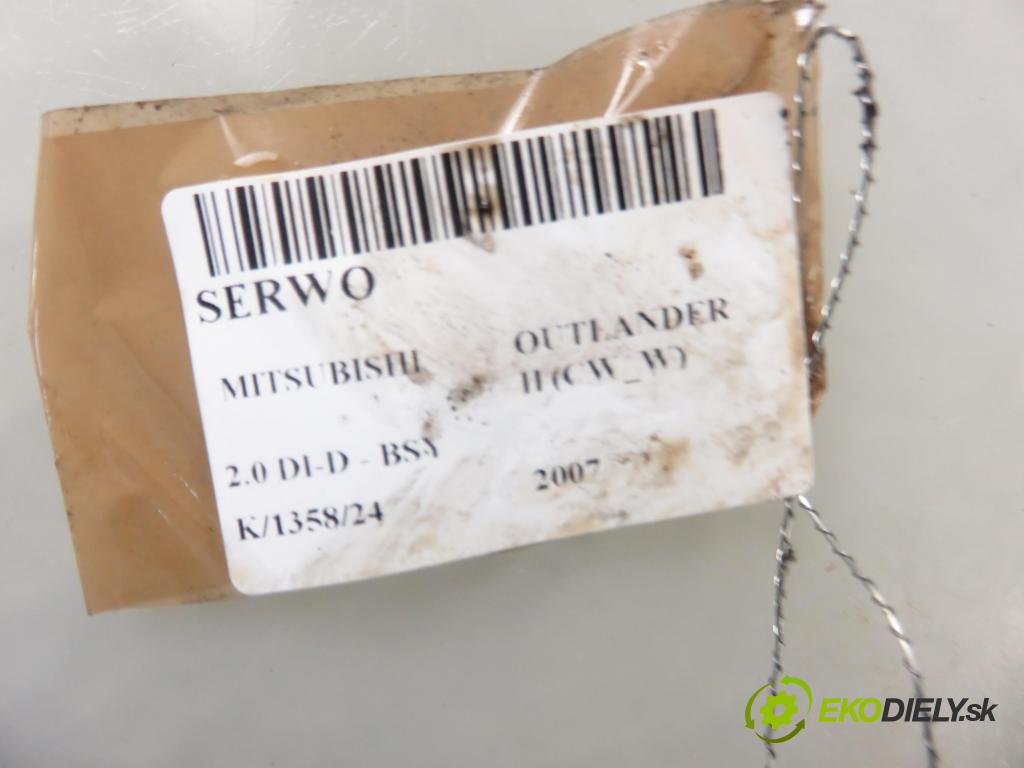 SERWO
MITSUBISHI
OUTLANDER
II (CW_W)
2.0 DI-D - BSY
2007
K/1358/24
EKODIELY.sk